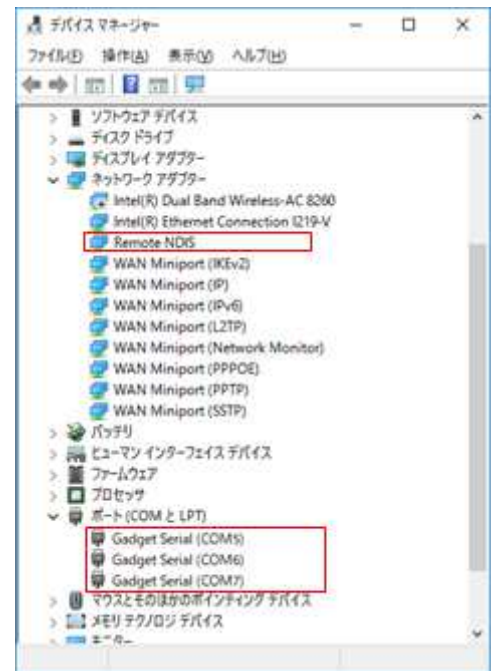 デバイス マネージャー
ファイル(F) 操作(A) 表示(V) ヘルプ(H)
ソフトウェア デバイス
ディスク ドライブ
ディスプレイ アダプター
ネットワーク アダプター
Intel(R) Dual Band Wireless-AC 8260
Intel(R) Ethernet Connection I219-V
Remote NDIS
WAN Miniport (IKEv2)
WAN Miniport (IP)
WAN Miniport (IPv6)
WAN Miniport (L2TP)
WAN Miniport (Network Monitor)
WAN Miniport (PPPOE)
WAN Miniport (PPTP)
WAN Miniport (SSTP)
バッテリ
ヒューマン インターフェイス デバイス
ファームウェア
プロセッサ
ポート (COM と LPT)
Gadget Serial (COM5)
Gadget Serial (COM6)
Gadget Serial (COM7)
マウスとそのほかのポインティング デバイス
メモリ テクノロジ デバイス
モニター